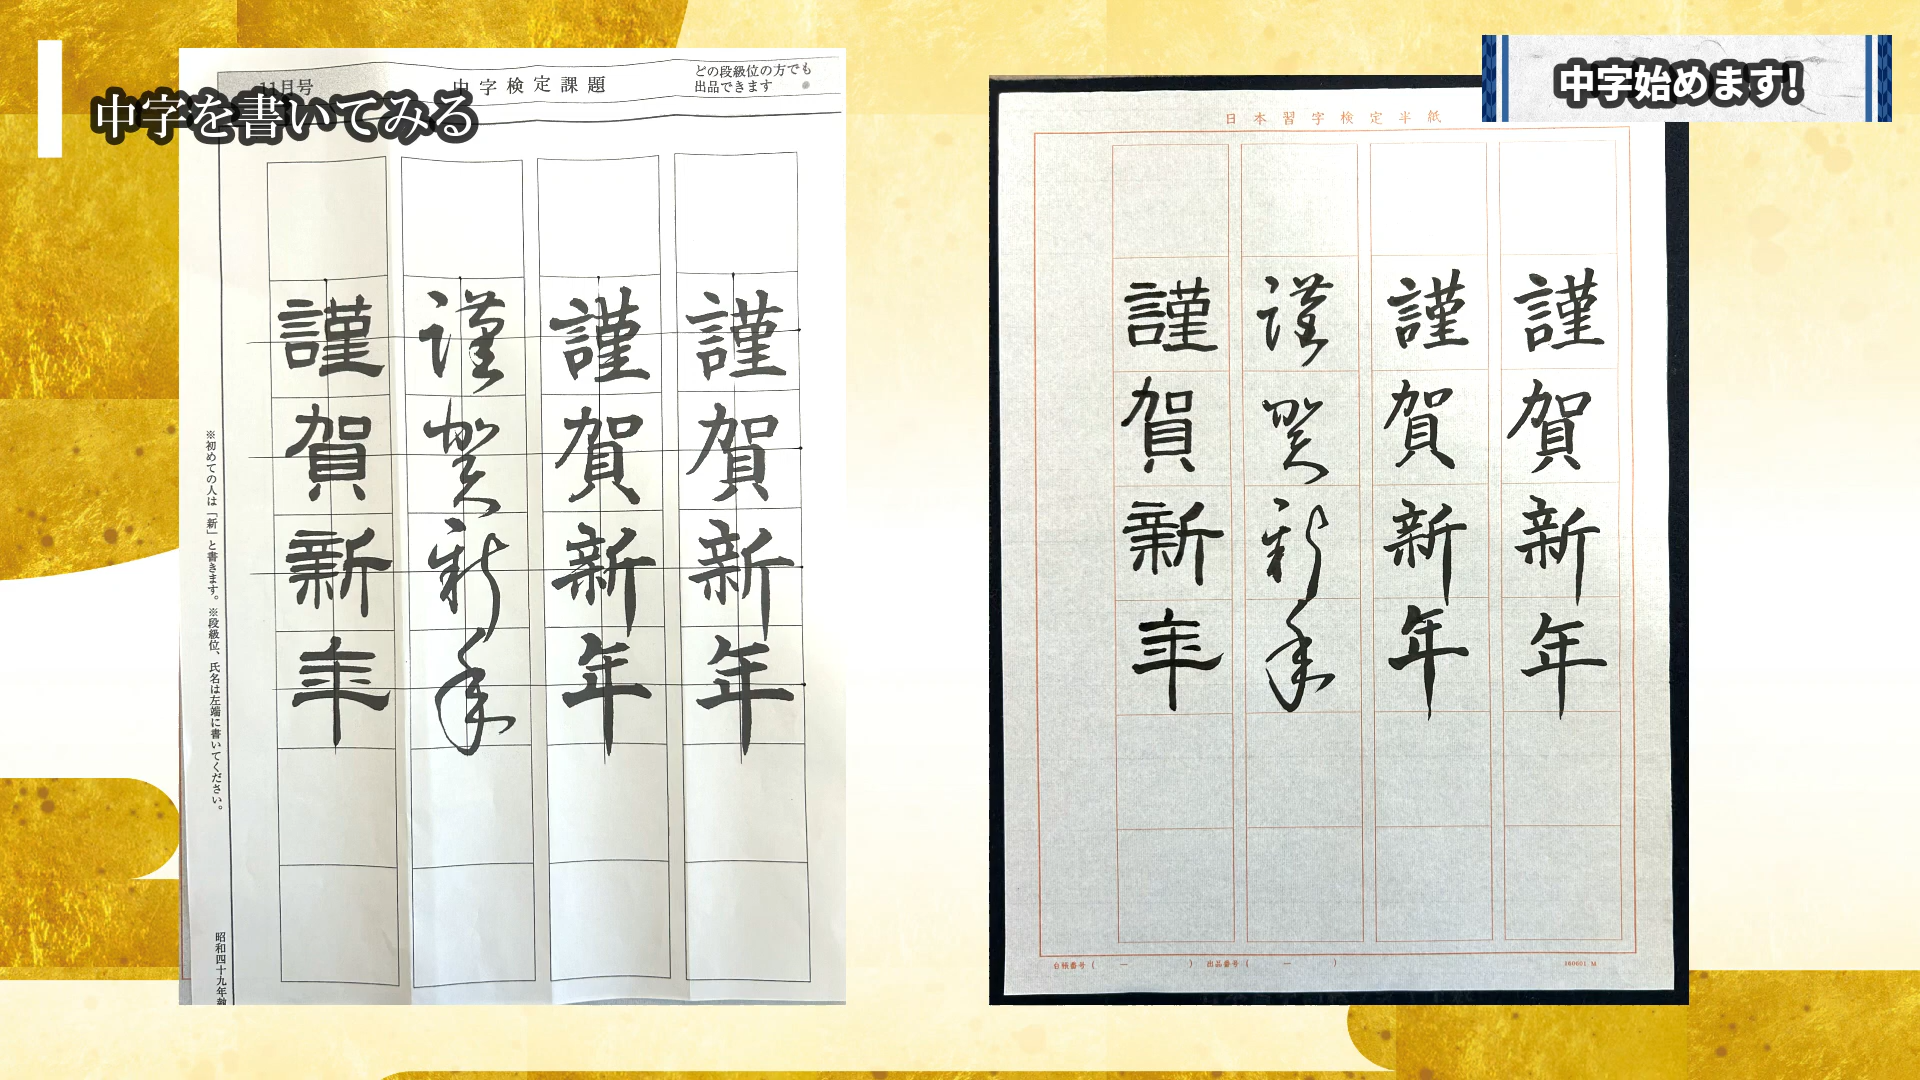 中字を書いてみる
中字始めます!
11月号
中字検定課題
どの段級位の方でも
出品できます
謹賀新年
謹賀新年
謹賀新年
謹賀新年
※初めての人は「新」と書きます。※段級位、氏名は左端に書いてください。
昭和四十九年
日本習字検定半紙
謹賀新年
謹賀新年
謹賀新年
謹賀新年
台帳番号( ー ) 出品番号( ー )